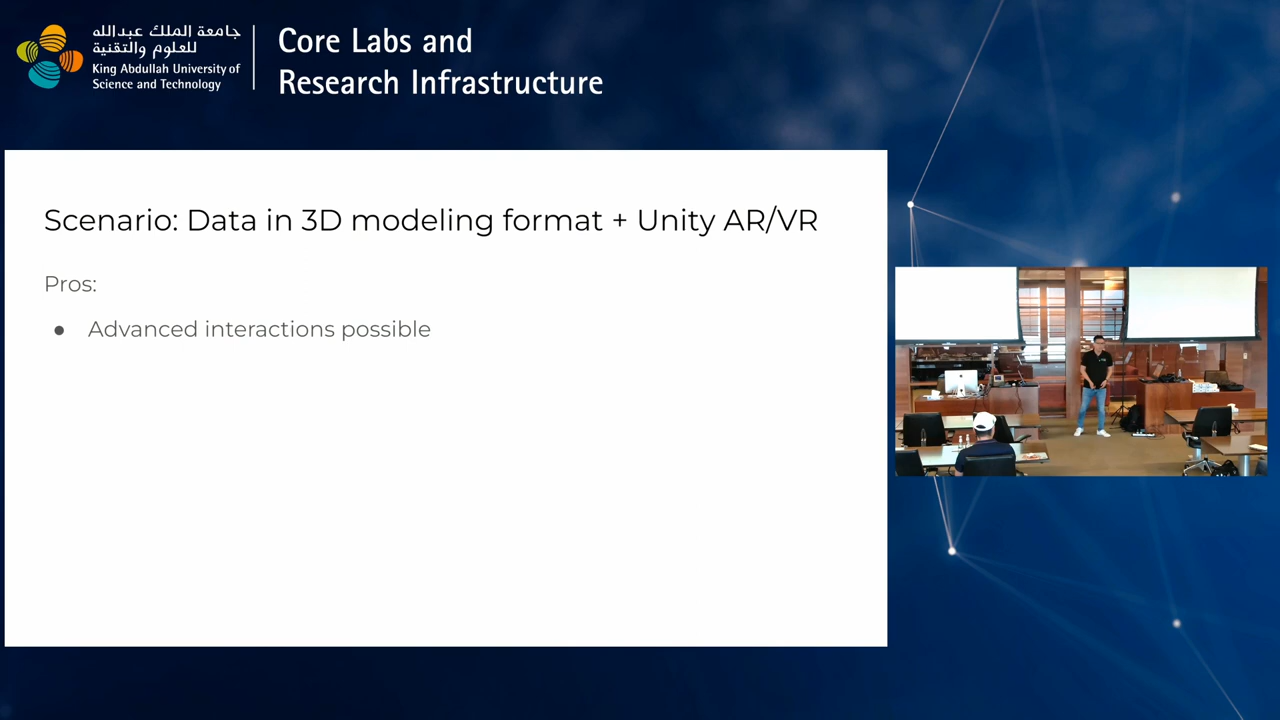 جامعة الملك عبدالله
للعلوم والتقنية
King Abdullah University of
Science and Technology
Core Labs and
Research Infrastructure
Scenario: Data in 3D modeling format + Unity AR/VR
Pros:
● Advanced interactions possible